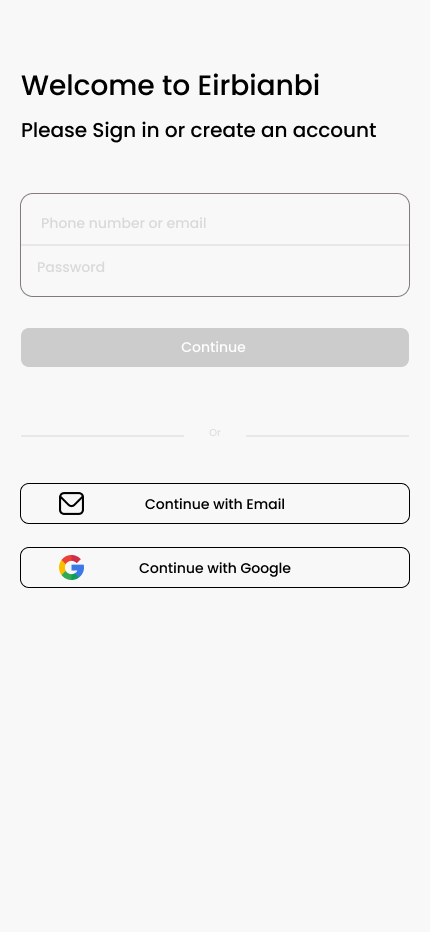 Welcome to Eirbianbi
Please Sign in or create an account
Phone number or email
Password
Continue
Or
Continue with Email
Continue with Google